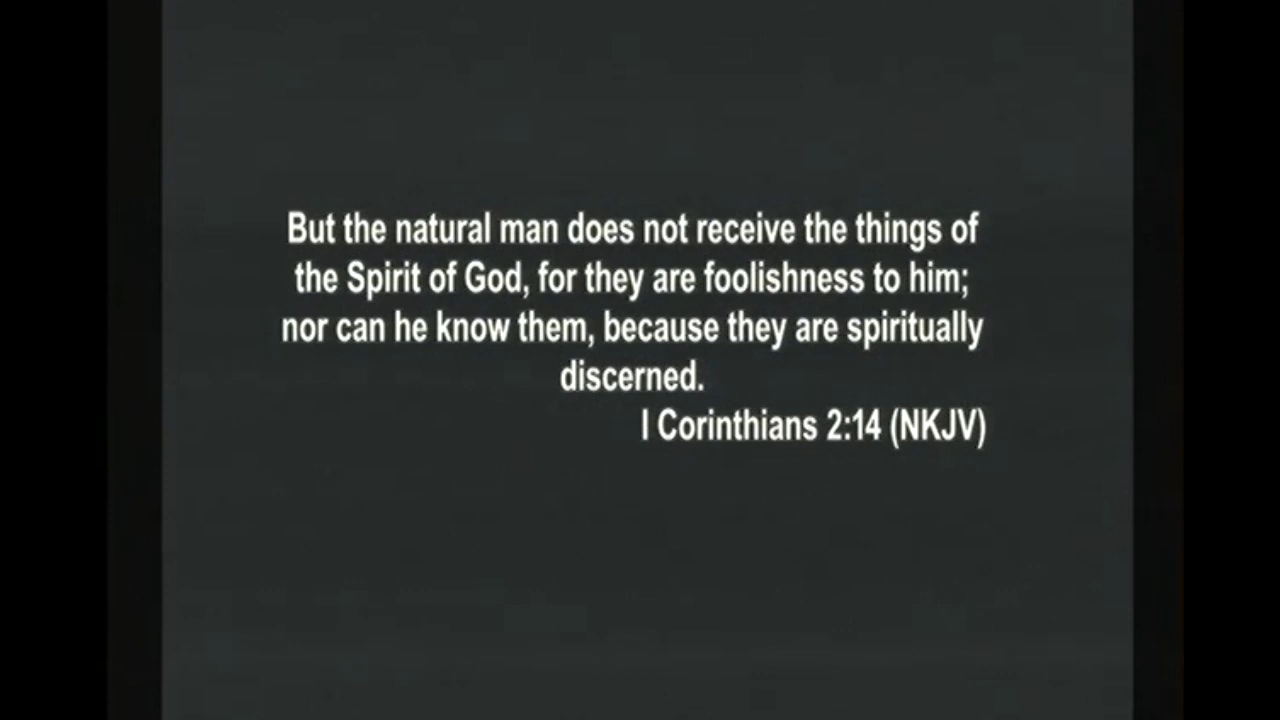 But the natural man does not receive the things of
the Spirit of God, for they are foolishness to him;
nor can he know them, because they are spiritually
discerned.
I Corinthians 2:14 (NKJV)